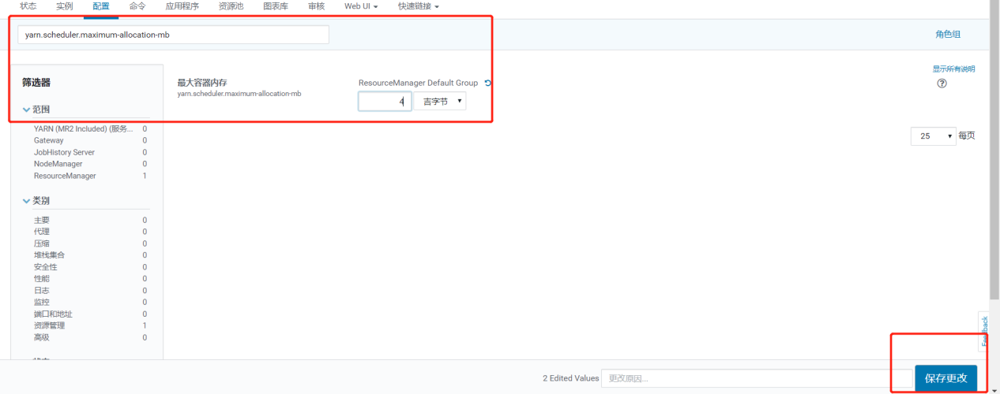 状态 实例 配置 命令 应用程序 资源池 图表库 审核 Web UI 快速链接
yarn.scheduler.maximum-allocation-mb
角色组
显示所有说明
筛选器
最大容器内存
yarn.scheduler.maximum-allocation-mb
ResourceManager Default Group
4 吉字节
范围
YARN (MR2 Included) (服务... 0
Gateway 0
JobHistory Server 0
NodeManager 0
ResourceManager 1
25 每页
类别
主要 0
代理 0
压缩 0
堆栈集合 0
安全性 0
性能 0
日志 0
监控 0
端口和地址 0
资源管理 1
高级 0
Feedback
2 Edited Values 更改原因... 保存更改